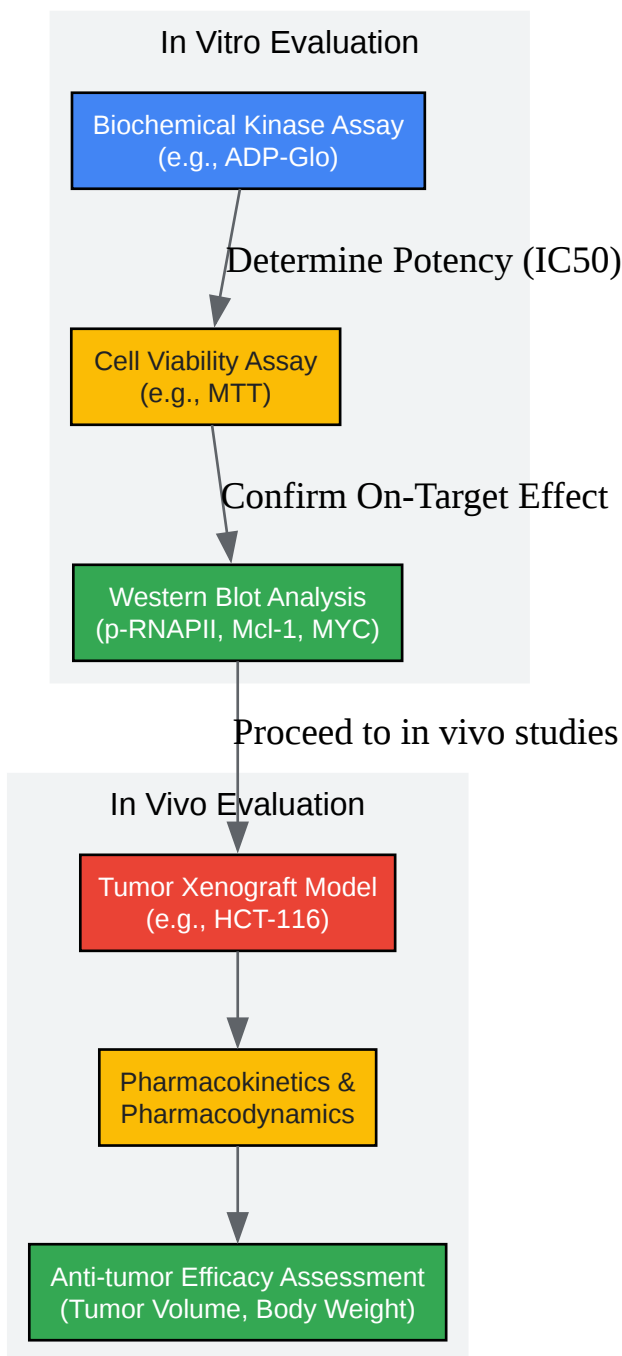 In Vitro Evaluation
Biochemical Kinase Assay
(e.g., ADP-Glo)
Determine Potency (IC50)
Cell Viability Assay
(e.g., MTT)
Confirm On-Target Effect
Western Blot Analysis
(p-RNAPII, Mcl-1, MYC)
Proceed to in vivo studies
In Vivo Evaluation
Tumor Xenograft Model
(e.g., HCT-116)
Pharmacokinetics &
Pharmacodynamics
Anti-tumor Efficacy Assessment
(Tumor Volume, Body Weight)